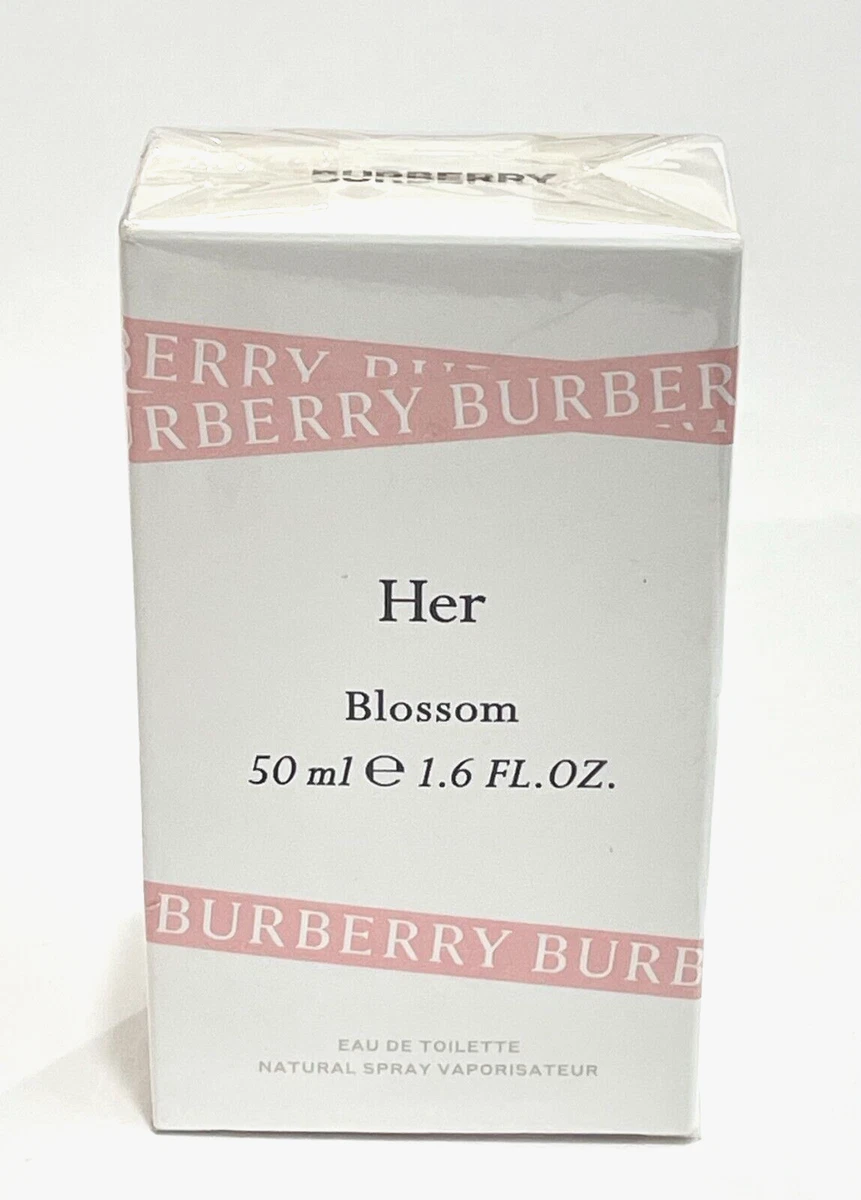 BURBERRY
BERRY BUR
URBERRY BURBER
Her
Blossom
50 ml ℮ 1.6 FL.OZ.
BURBERRY BURB
EAU DE TOILETTE
NATURAL SPRAY VAPORISATEUR